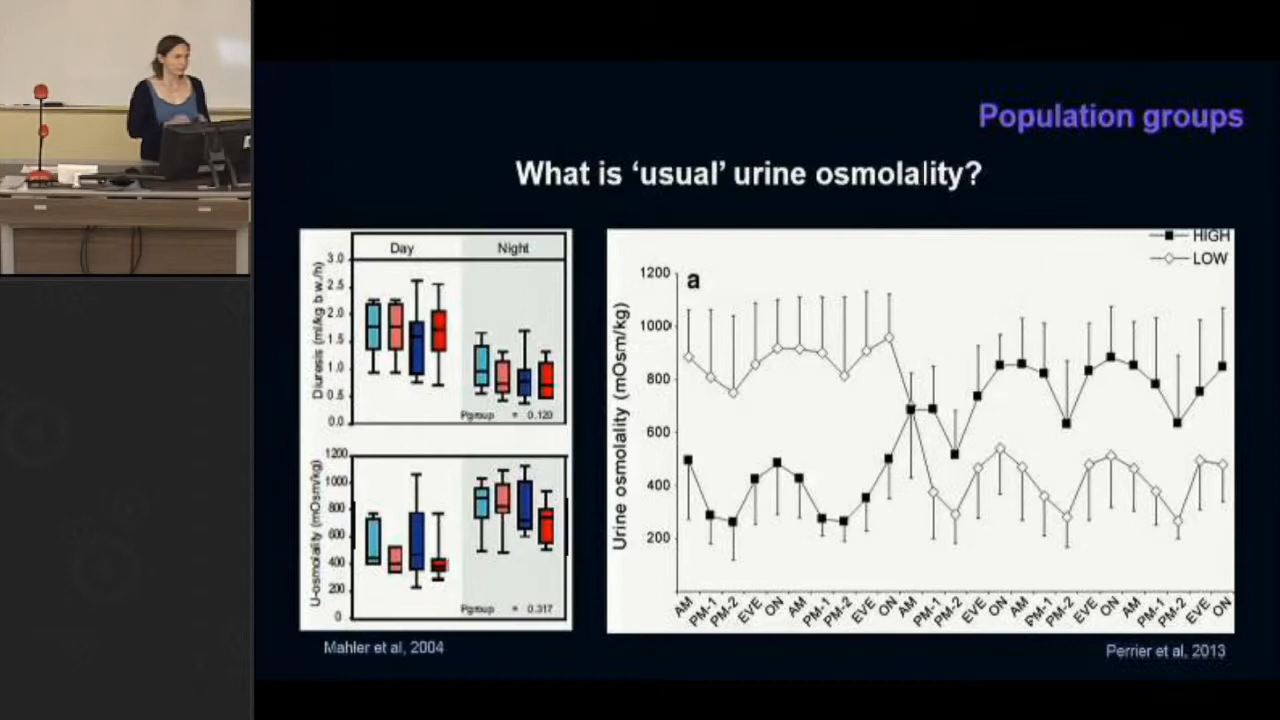 Population groups
What is ‘usual’ urine osmolality?
Day
Night
Diuresis (ml/kg b.w./h)
3.0
2.5
2.0
1.5
1.0
0.5
0.0
Pgroup = 0.120
U-osmolality (mOsm/kg)
1200
1000
800
600
400
200
0
Pgroup = 0.317
Mahler et al, 2004
HIGH
LOW
a
Urine osmolality (mOsm/kg)
1200
1000
800
600
400
200
AM PM-1 PM-2 EVE ON AM PM-1 PM-2 EVE ON AM PM-1 PM-2 EVE ON AM PM-1 PM-2 EVE ON AM PM-1 PM-2 EVE ON
Perrier et al, 2013